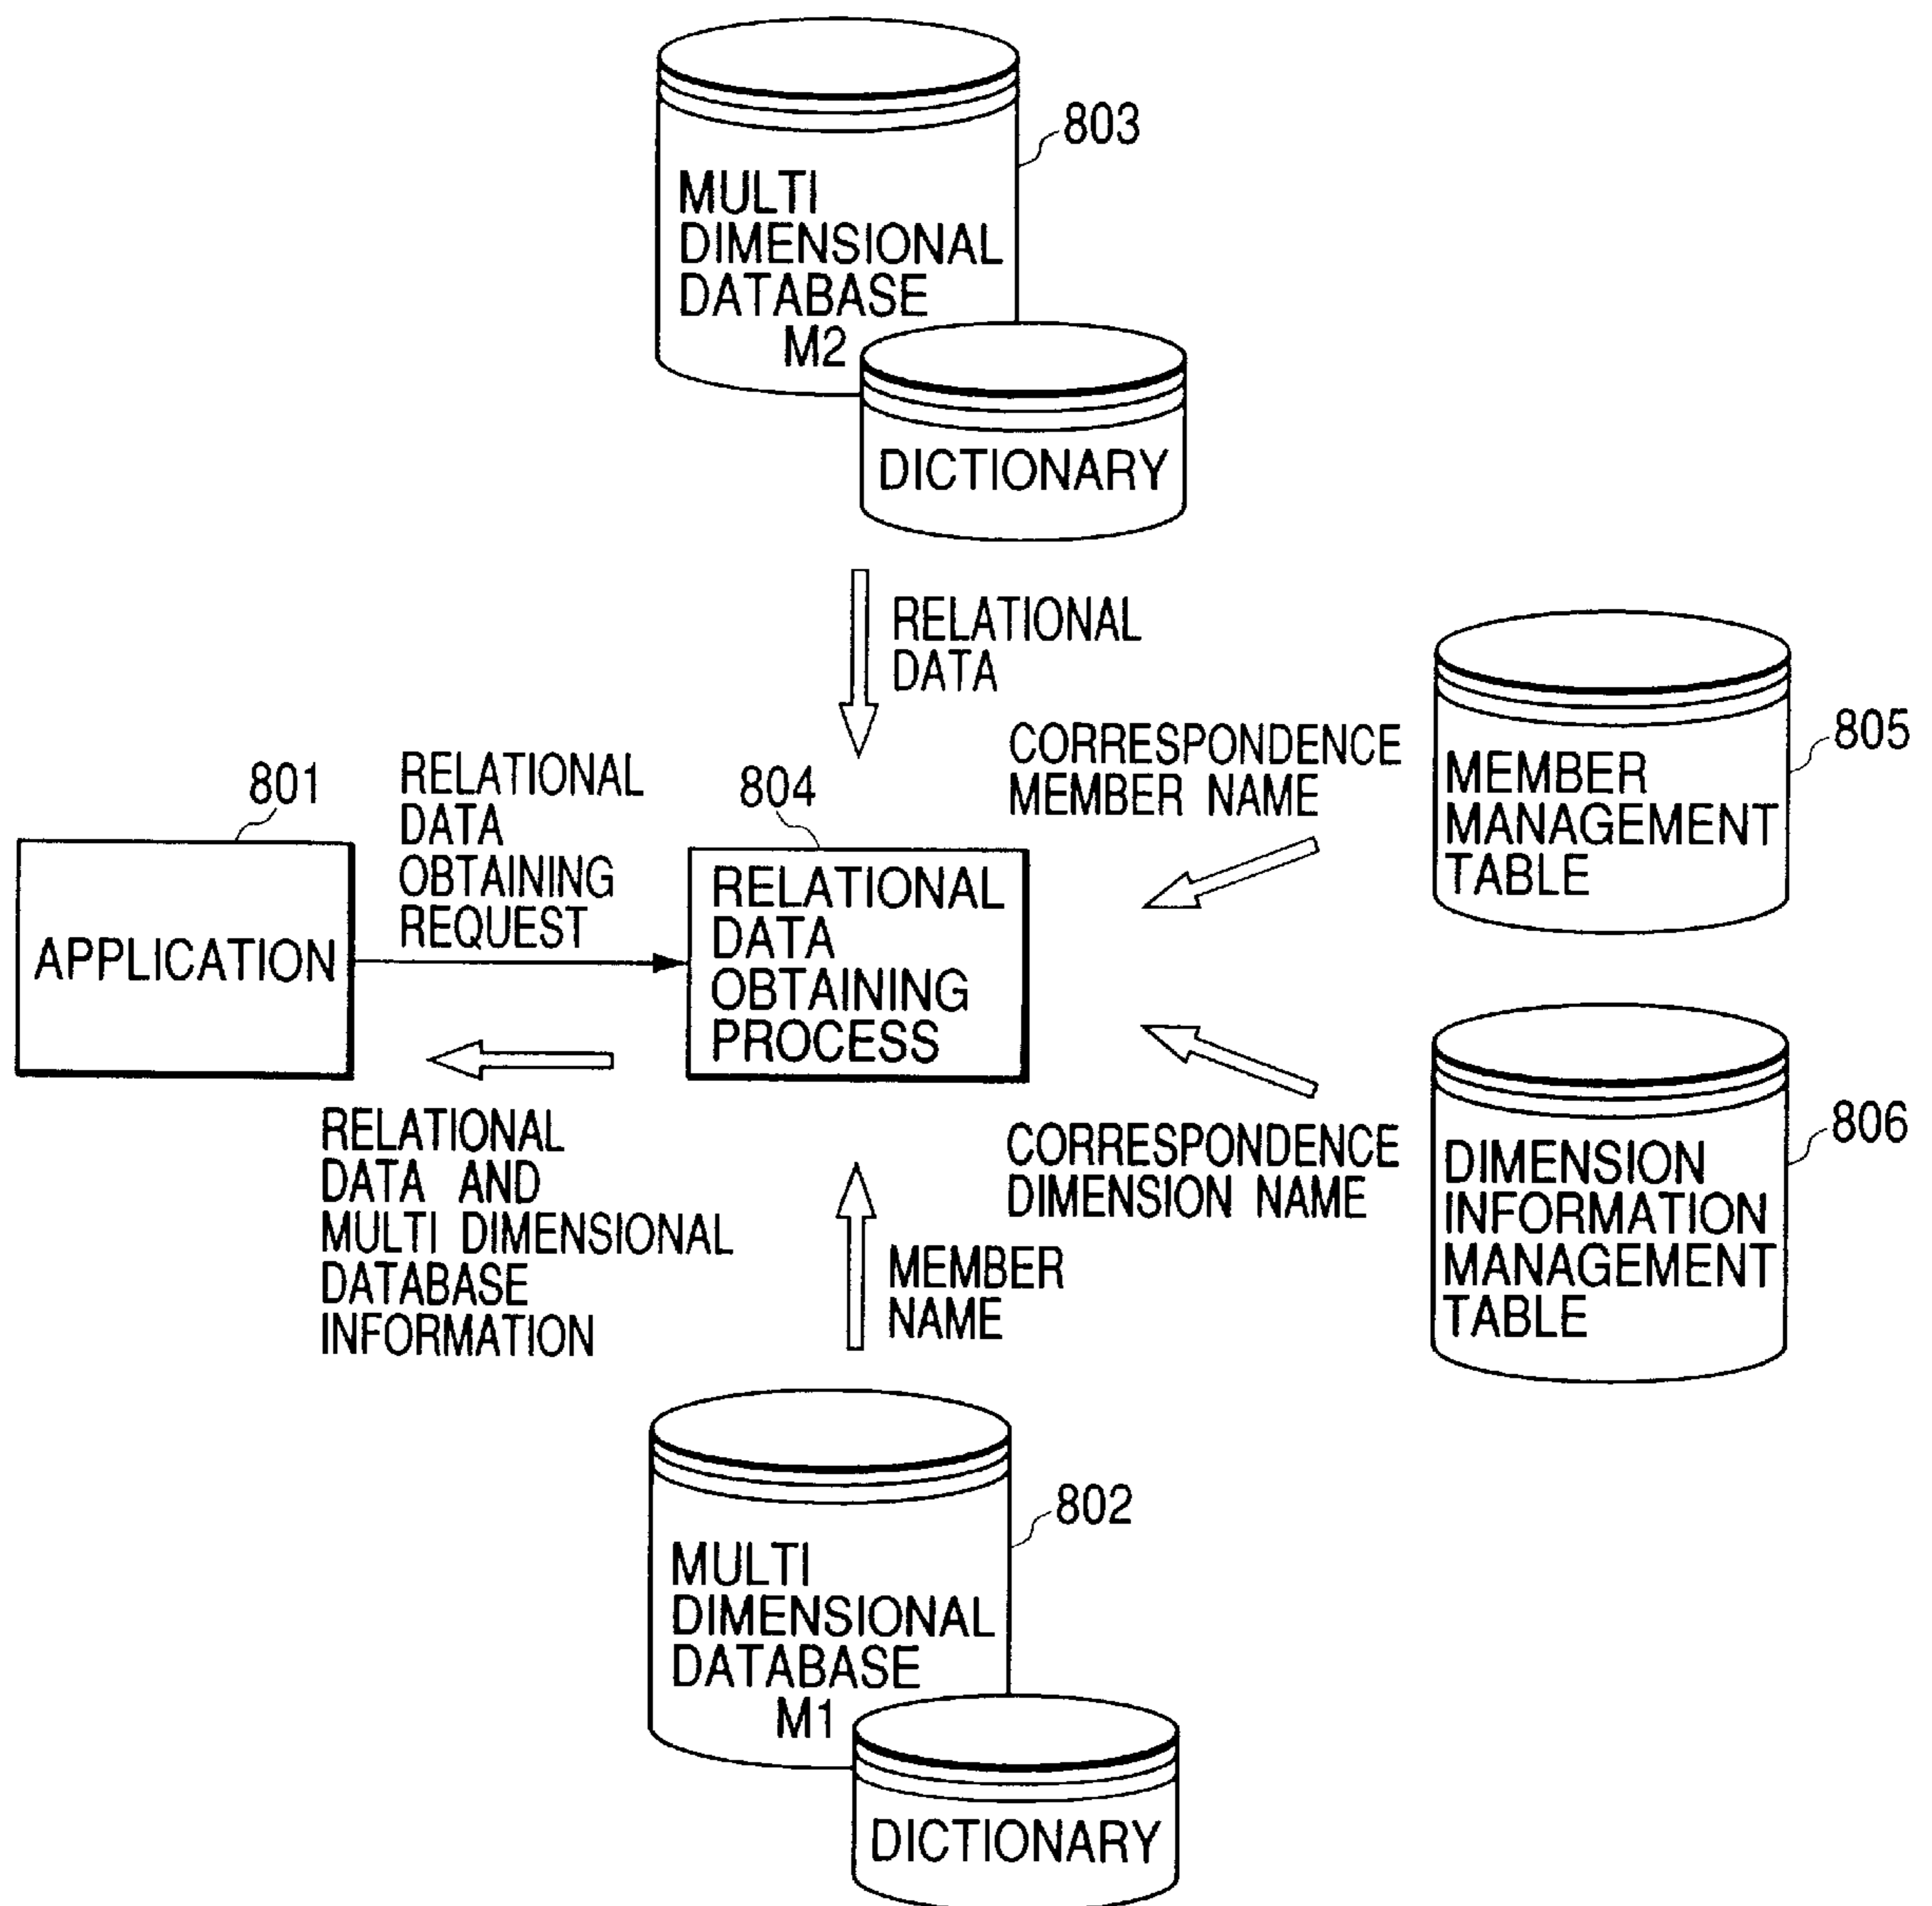 803
MULTI
DIMENSIONAL
DATABASE
M2
DICTIONARY
RELATIONAL
DATA
CORRESPONDENCE
MEMBER NAME
805
MEMBER
MANAGEMENT
TABLE
801
APPLICATION
RELATIONAL
DATA
OBTAINING
REQUEST
804
RELATIONAL
DATA
OBTAINING
PROCESS
RELATIONAL
DATA AND
MULTI DIMENSIONAL
DATABASE
INFORMATION
CORRESPONDENCE
DIMENSION NAME
806
DIMENSION
INFORMATION
MANAGEMENT
TABLE
MEMBER
NAME
802
MULTI
DIMENSIONAL
DATABASE
M1
DICTIONARY